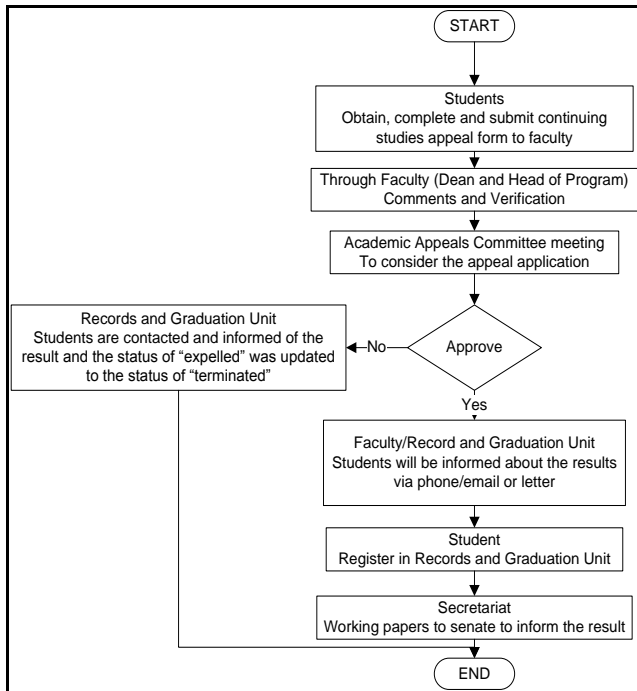 START
Students
Obtain, complete and submit continuing
studies appeal form to faculty
Through Faculty (Dean and Head of Program)
Comments and Verification
Academic Appeals Committee meeting
To consider the appeal application
Approve
No
Records and Graduation Unit
Students are contacted and informed of the
result and the status of “expelled” was updated
to the status of “terminated”
Yes
Faculty/Record and Graduation Unit
Students will be informed about the results
via phone/email or letter
Student
Register in Records and Graduation Unit
Secretariat
Working papers to senate to inform the result
END